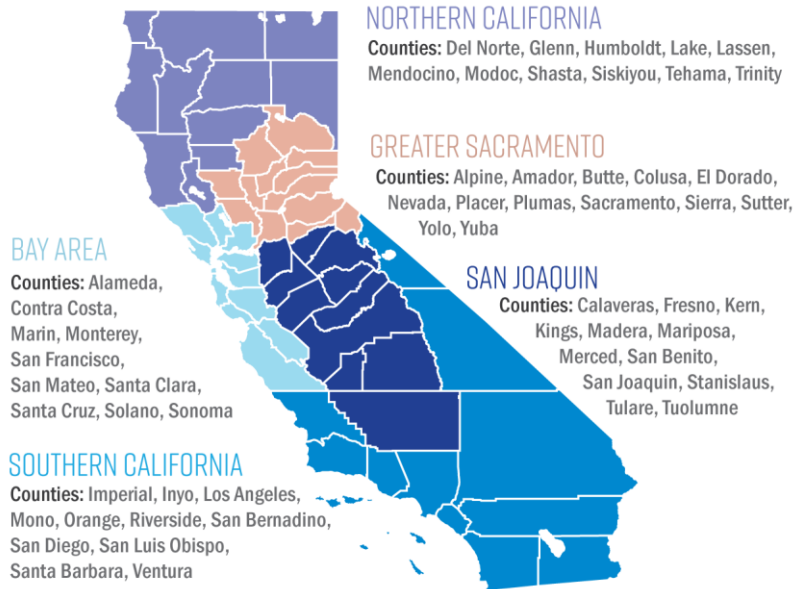 NORTHERN CALIFORNIA
Counties: Del Norte, Glenn, Humboldt, Lake, Lassen,
Mendocino, Modoc, Shasta, Siskiyou, Tehama, Trinity
GREATER SACRAMENTO
Counties: Alpine, Amador, Butte, Colusa, El Dorado,
Nevada, Placer, Plumas, Sacramento, Sierra, Sutter,
Yolo, Yuba
BAY AREA
Counties: Alameda,
Contra Costa,
Marin, Monterey,
San Francisco,
San Mateo, Santa Clara,
Santa Cruz, Solano, Sonoma
SAN JOAQUIN
Counties: Calaveras, Fresno, Kern,
Kings, Madera, Mariposa,
Merced, San Benito,
San Joaquin, Stanislaus,
Tulare, Tuolumne
SOUTHERN CALIFORNIA
Counties: Imperial, Inyo, Los Angeles,
Mono, Orange, Riverside, San Bernadino,
San Diego, San Luis Obispo,
Santa Barbara, Ventura